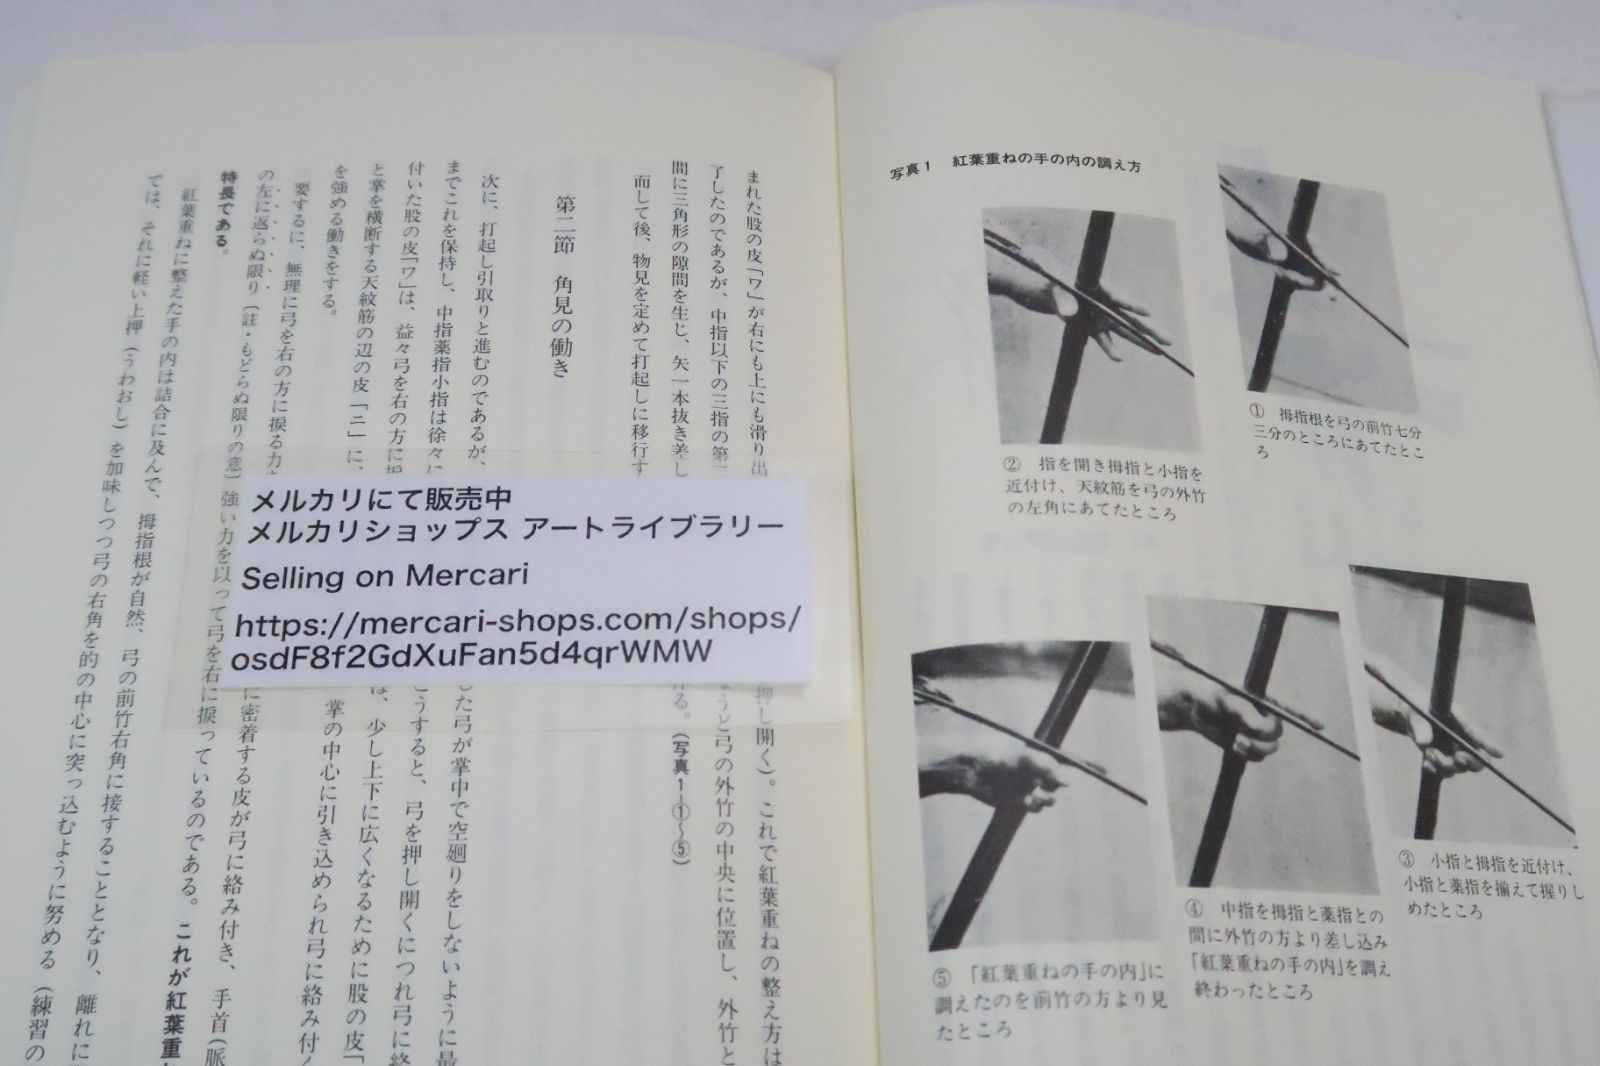 写真1　紅葉重ねの手の内の調え方
①　拇指根を弓の前竹七分
三分のところにあてたとこ
ろ
②　指を開き拇指と小指を
近付け、天紋筋を弓の外竹
の左角にあてたところ
③　小指と拇指を近付け、
小指と薬指を揃えて握りし
めたところ
④　中指を拇指と薬指との
間に外竹の方より差し込み
「紅葉重ねの手の内」を調え
終わったところ
⑤　「紅葉重ねの手の内」に
調えたのを前竹の方より見
たところ
まれた股の皮「ワ」が右にも上にも滑り出
押し開く）。これで紅葉重ねの整え方は
了したのであるが、中指以下の三指の第
うど弓の外竹の中央に位置し、外竹と
間に三角形の隙間を生じ、矢一本抜き差し
る。（写真1—①〜⑤）
而して後、物見を定めて打起しに移行す
第二節　角見の働き
次に、打起し引取りと進むのであるが、
した弓が掌中で空廻りをしないように最
までこれを保持し、中指薬指小指は徐々に
こうすると、弓を押し開くにつれ弓に絡
付いた股の皮「ワ」は、益々弓を右の方に捩
は、少し上下に広くなるために股の皮「
と掌を横断する天紋筋の辺の皮「ニ」に、
掌の中心に引き込められ弓に絡み付く
を強める働きをする。
要するに、無理に弓を右の方に捩る力を
に密着する皮が弓に絡み付き、手首（脈
の左に返らぬ限り（註・もどらぬ限りの意）強い力を以って弓を右に捩っているのである。これが紅葉重
特長である。
紅葉重ねに整えた手の内は詰合に及んで、拇指根が自然、弓の前竹右角に接することとなり、離れに
ては、それに軽い上押（うわおし）を加味しつつ弓の右角を的の中心に突っ込むように努める（練習の
メルカリにて販売中
メルカリショップス アートライブラリー
Selling on Mercari
https://mercari-shops.com/shops/
osdF8f2GdXuFan5d4qrWMW